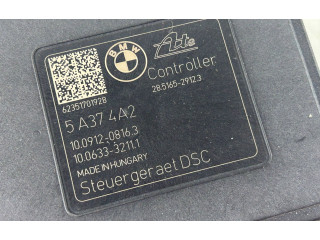 BMW
Ate
Controller
28.5165-2912.3
62351701928
5 A37 4A2
10.0912-0816.3
10.0633-3211.1
MADE IN HUNGARY
Steuergeraet DSC